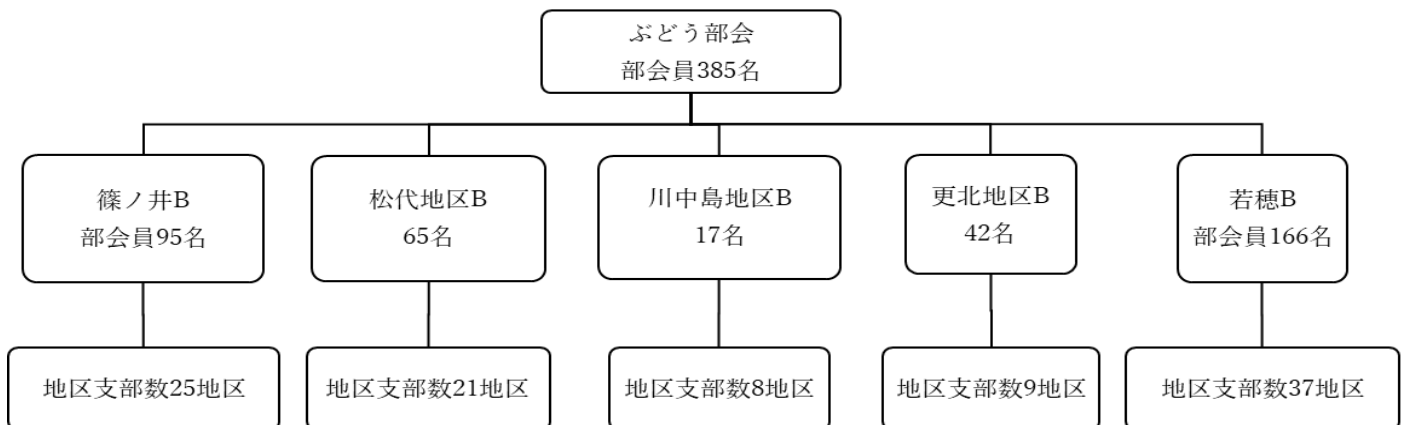 ぶどう部会
部会員385名
篠ノ井B
部会員95名
松代地区B
65名
川中島地区B
17名
更北地区B
42名
若穂B
部会員166名
地区支部数25地区
地区支部数21地区
地区支部数8地区
地区支部数9地区
地区支部数37地区